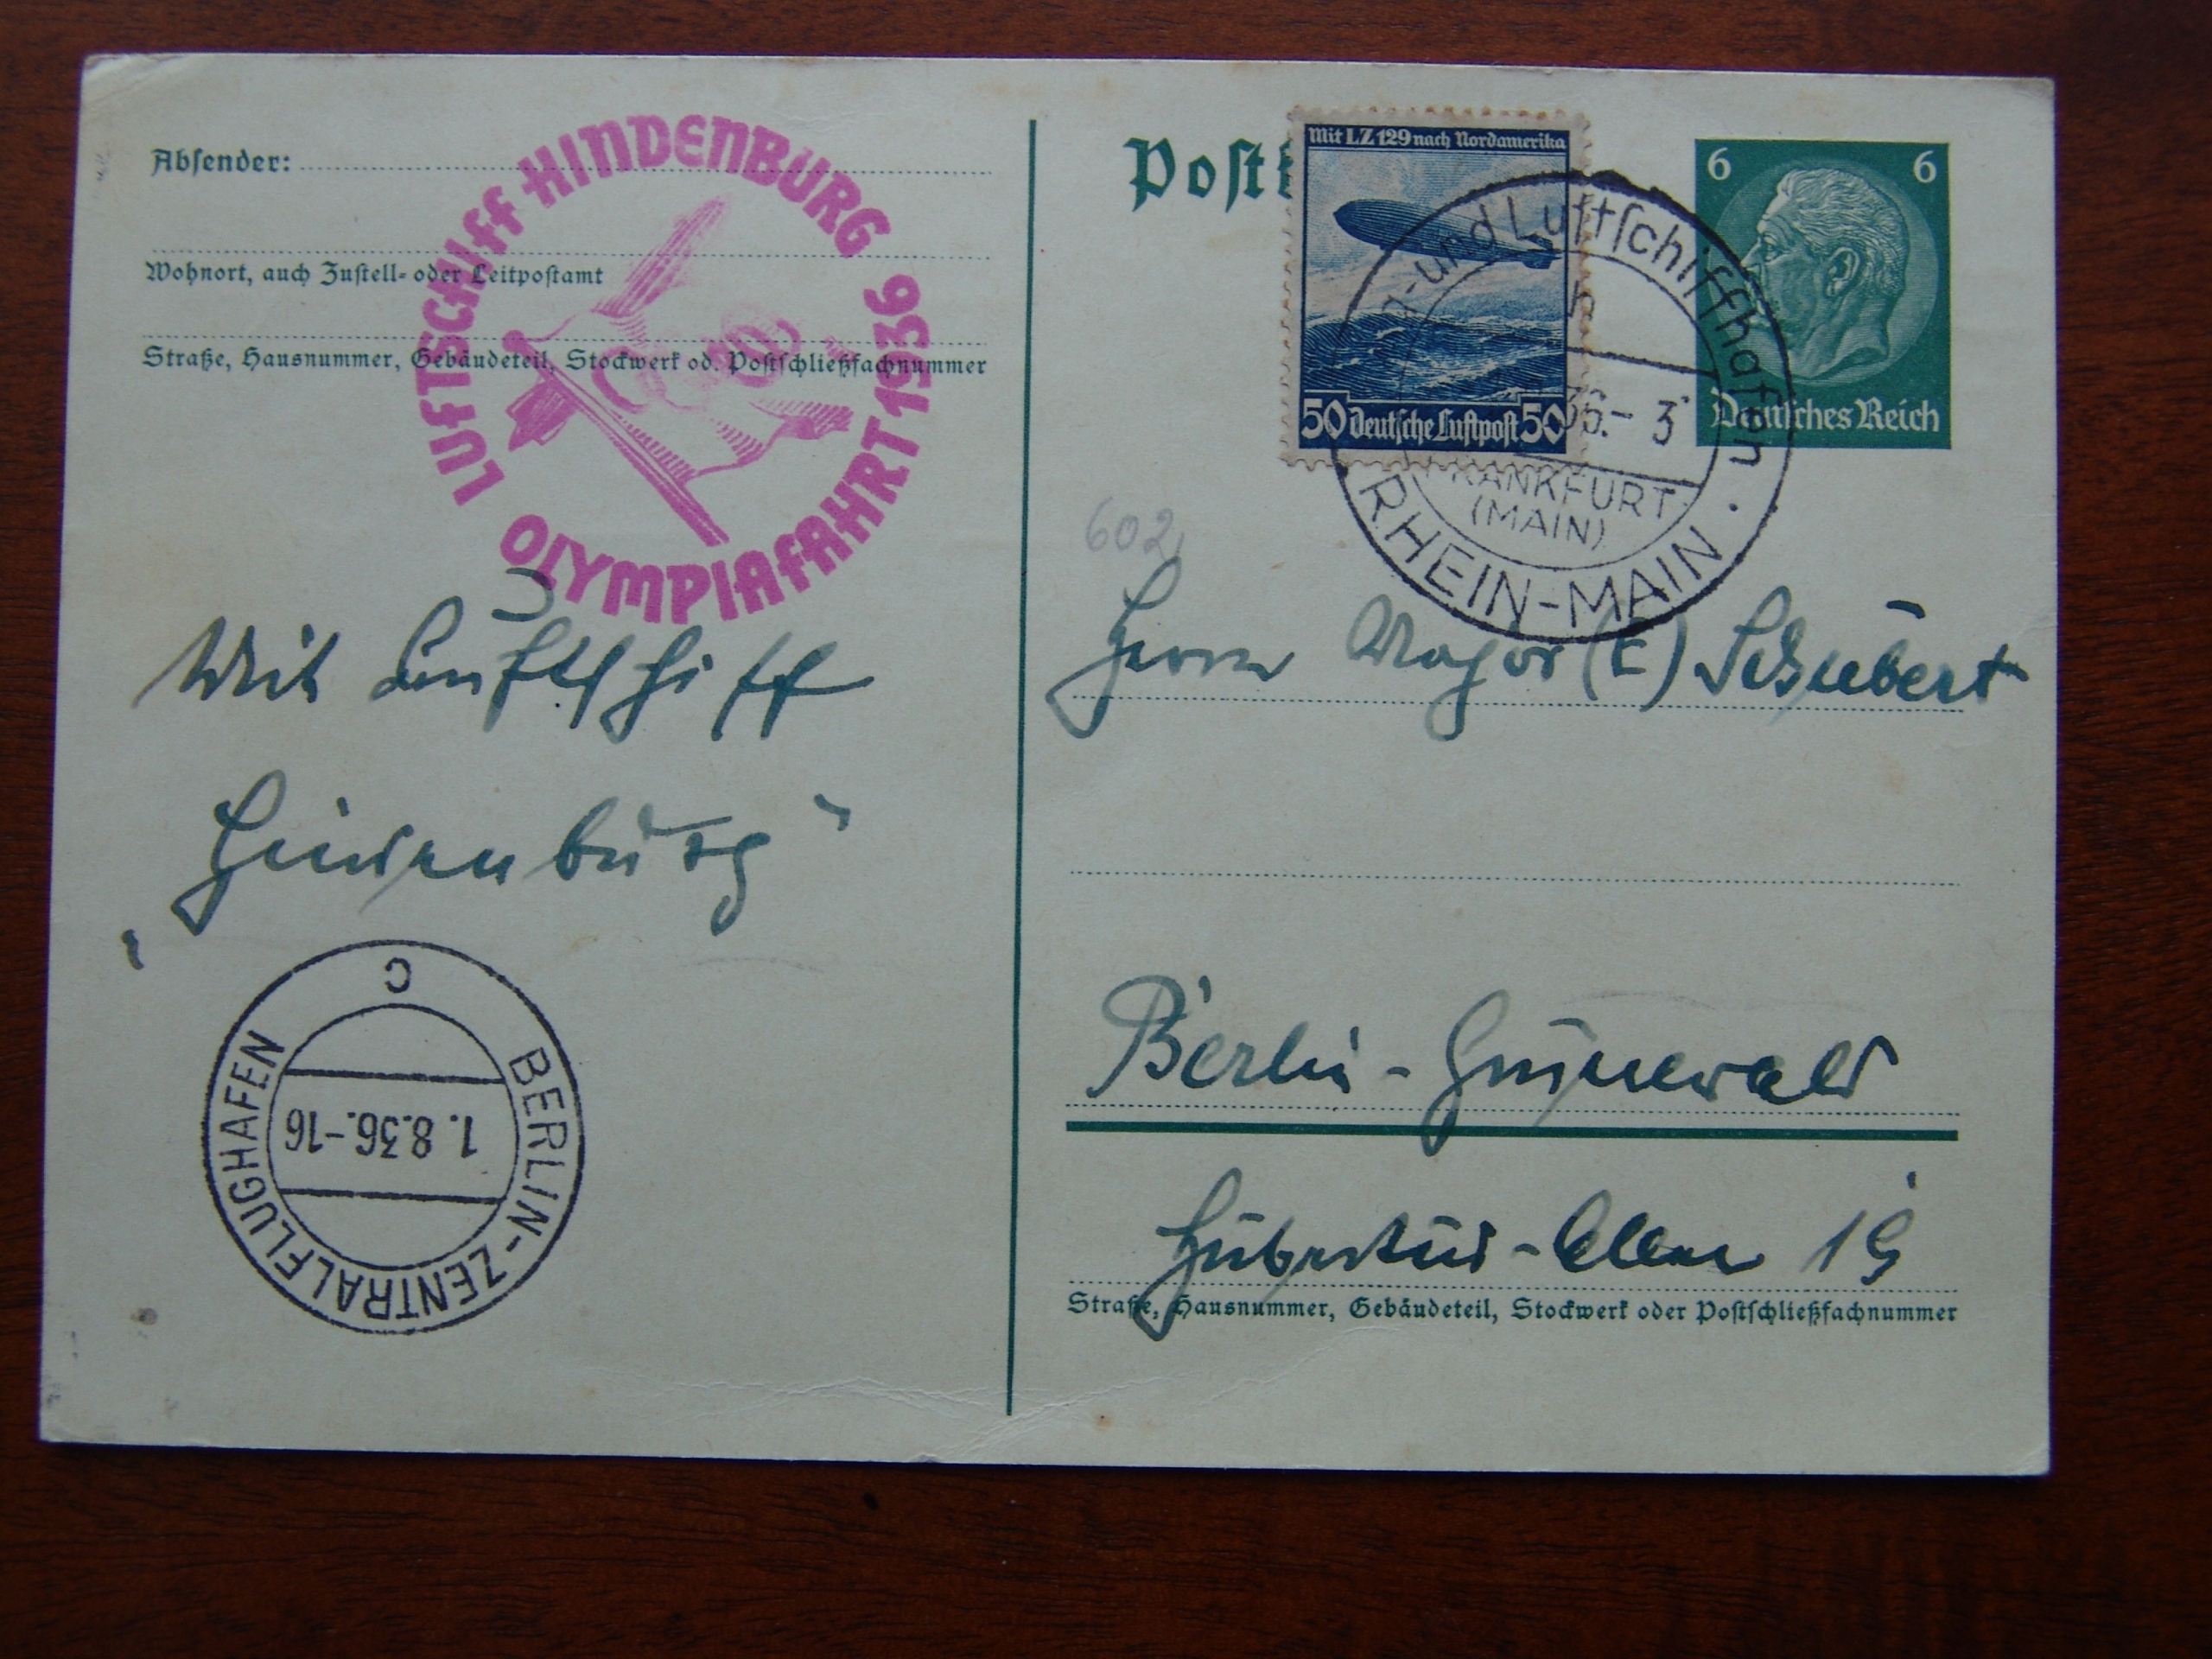 Absender:
Wohnort, auch Zustell- oder Leitpostamt
Straße, Hausnummer, Gebäudeteil, Stockwerk od. Postschließfachnummer
LUFTSCHIFF HINDENBURG
OLYMPIAFAHRT 1936
Mit Luftschiff
„Hindenburg“
C
BERLIN-ZENTRALFLUGHAFEN
1.8.36.-16
Postk
Mit LZ 129 nach Nordamerika
50 Deutsche Luftpost 50
6 6
Deutsches Reich
-und Luftschiffhafen
h
36.- 3
FRANKFURT
(MAIN)
RHEIN-MAIN
602
Herrn Major (E) Schubert
Berlin-Grunewald
Hubertus-Allee 19
Straße, Hausnummer, Gebäudeteil, Stockwerk oder Postschließfachnummer